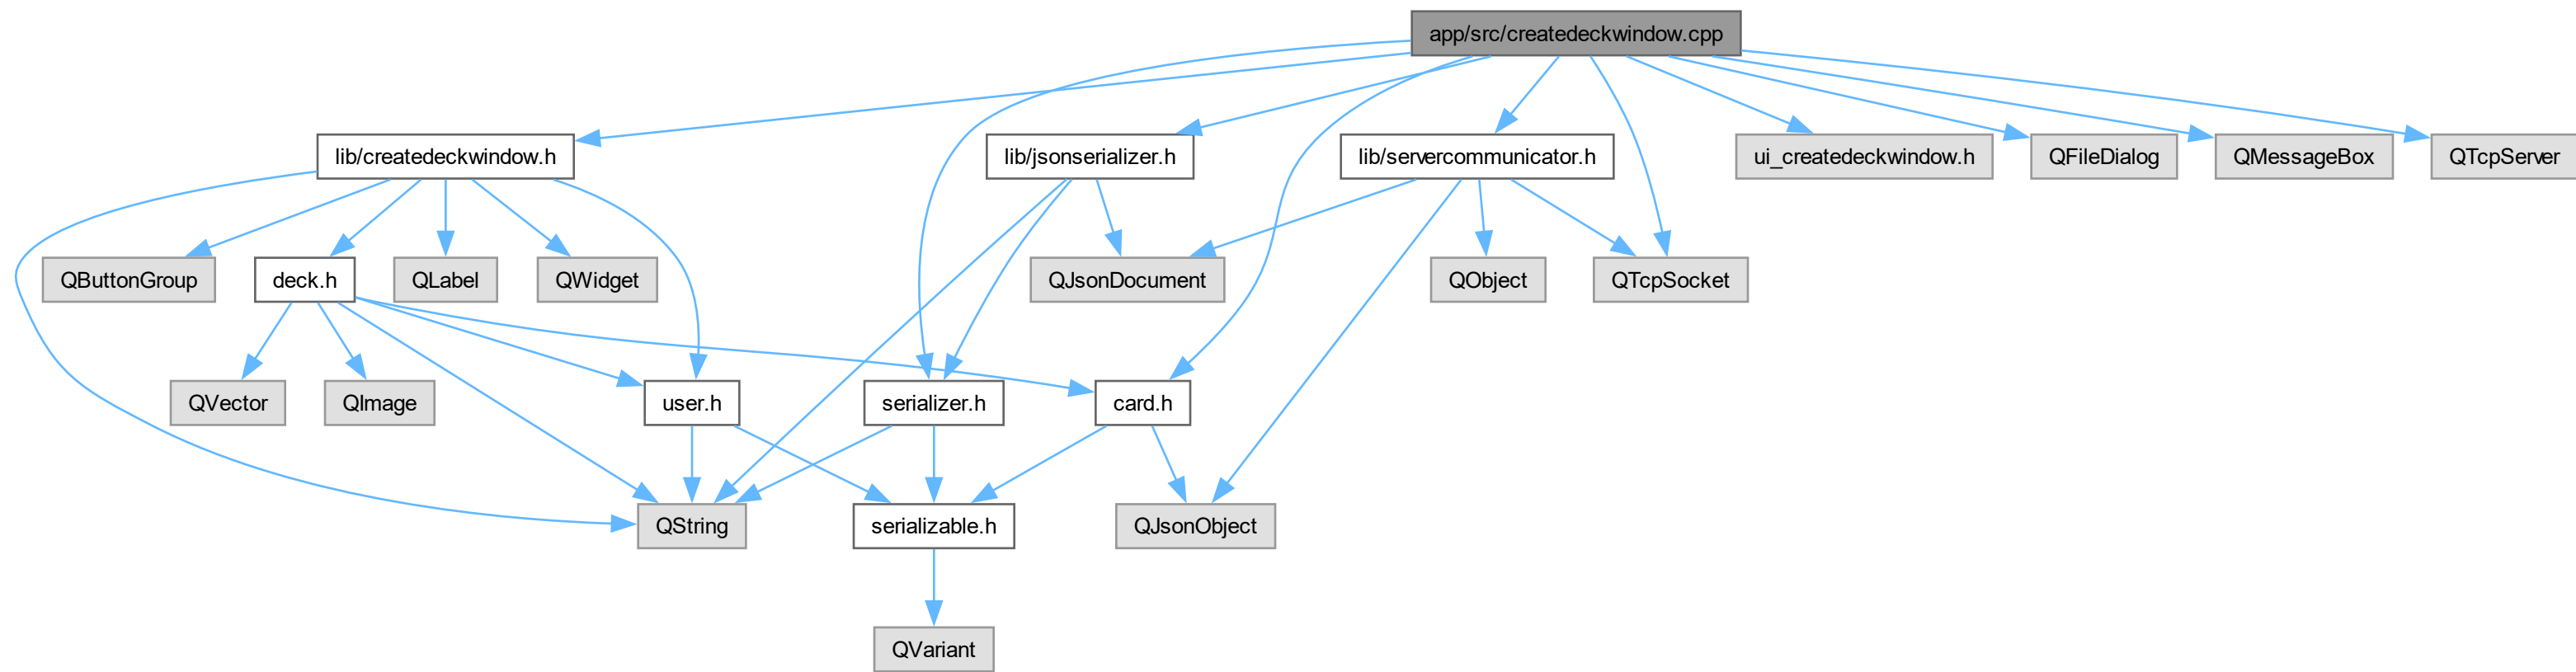 app/src/createdeckwindow.cpp
lib/createdeckwindow.h
lib/jsonserializer.h
lib/servercommunicator.h
ui_createdeckwindow.h
QFileDialog
QMessageBox
QTcpServer
QButtonGroup
deck.h
QLabel
QWidget
QJsonDocument
QObject
QTcpSocket
QVector
QImage
user.h
serializer.h
card.h
QString
serializable.h
QJsonObject
QVariant